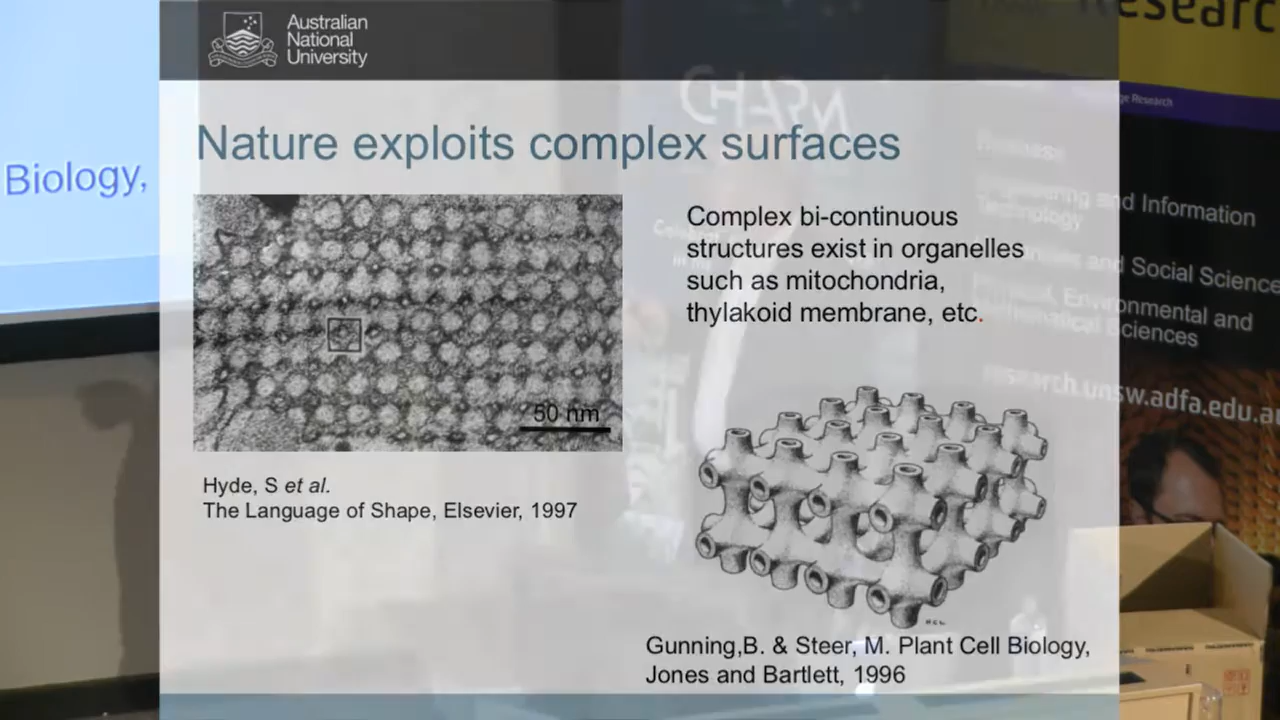 Australian
National
University
Nature exploits complex surfaces
Complex bi-continuous
structures exist in organelles
such as mitochondria,
thylakoid membrane, etc.
50 nm
Hyde, S et al.
The Language of Shape, Elsevier, 1997
Gunning,B. & Steer, M. Plant Cell Biology,
Jones and Bartlett, 1996
Biology,
CHARM
Research
and Information
Technology
and Social Science
Environmental and
Sciences
research.unsw.adfa.edu.au